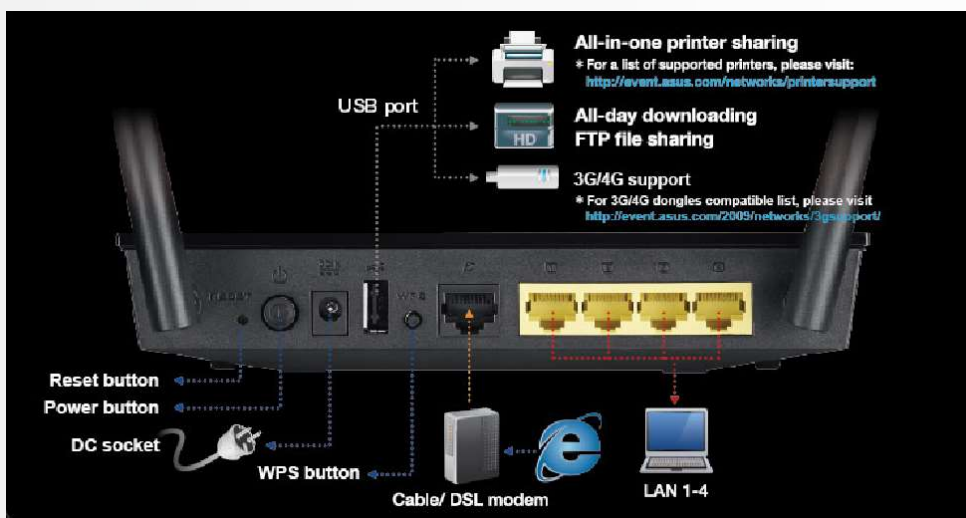 All-in-one printer sharing
* For a list of supported printers, please visit:
http://event.asus.com/networks/printersupport
USB port
All-day downloading
HD
FTP file sharing
3G/4G support
* For 3G/4G dongles compatible list, please visit
http://event.asus.com/2009/networks/3gsupport/
RESET
WPS
Reset button
Power button
DC socket
WPS button
Cable/ DSL modem
LAN 1-4